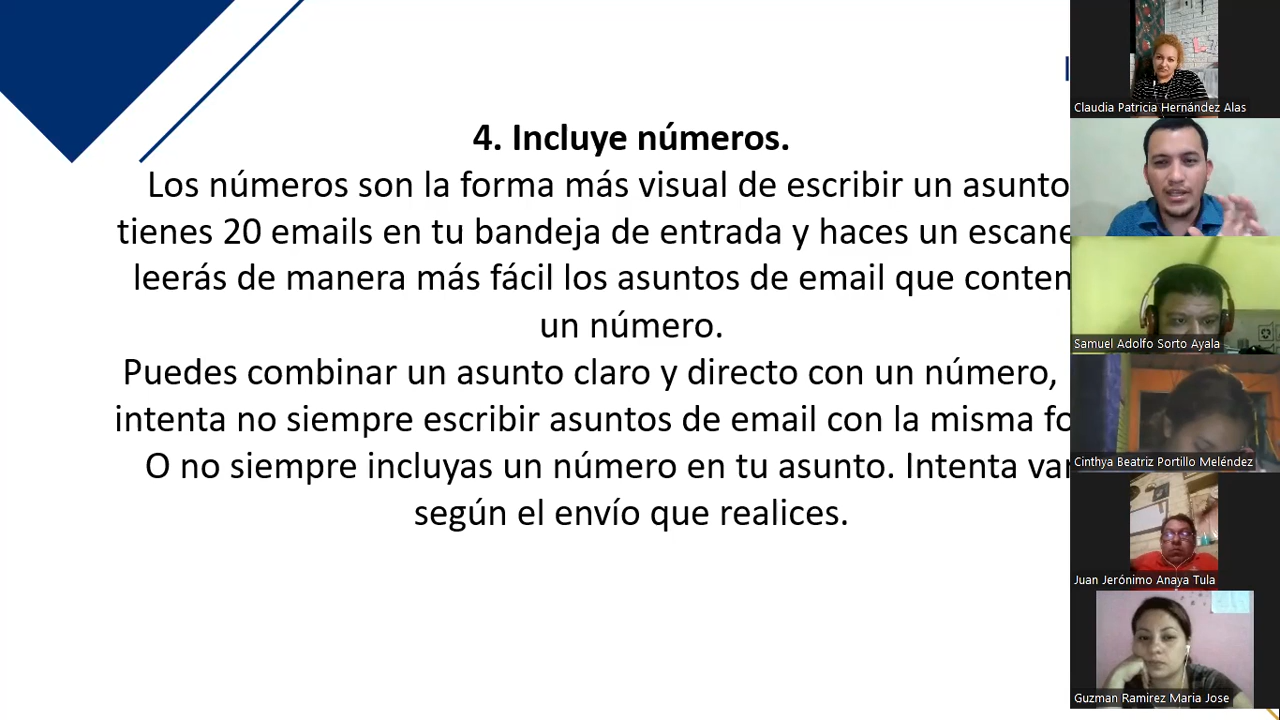 4. Incluye números.
Los números son la forma más visual de escribir un asunto
tienes 20 emails en tu bandeja de entrada y haces un
leerás de manera más fácil los asuntos de email que
un número.
Puedes combinar un asunto claro y directo con un número,
intenta no siempre escribir asuntos de email con la misma
O no siempre incluyas un número en tu asunto. Intenta
según el envío que realices.
Claudia Patricia Hernández Alas
Samuel Adolfo Sorto Ayala
Cinthya Beatriz Portillo Meléndez
Juan Jerónimo Anaya Tula
Guzman Ramirez Maria Jose